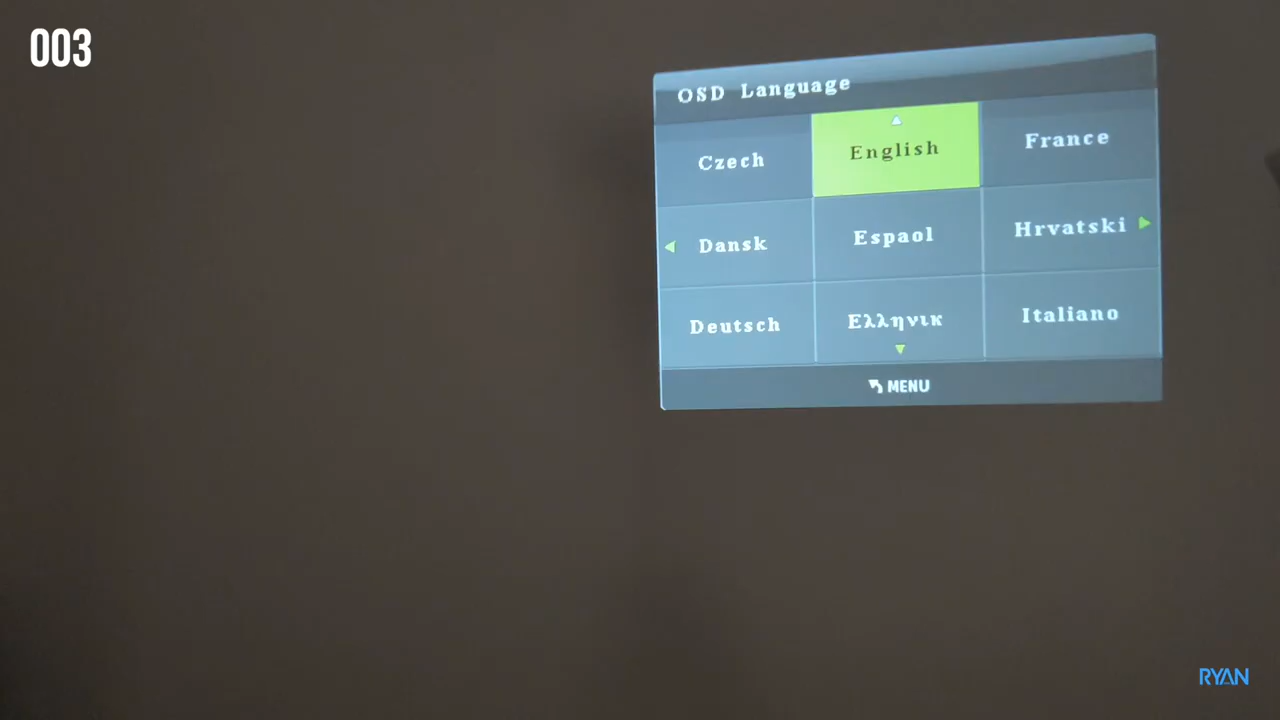 003
OSD Language
Czech English France
Dansk Espaol Hrvatski
Deutsch Ελληνικ Italiano
MENU
RYAN